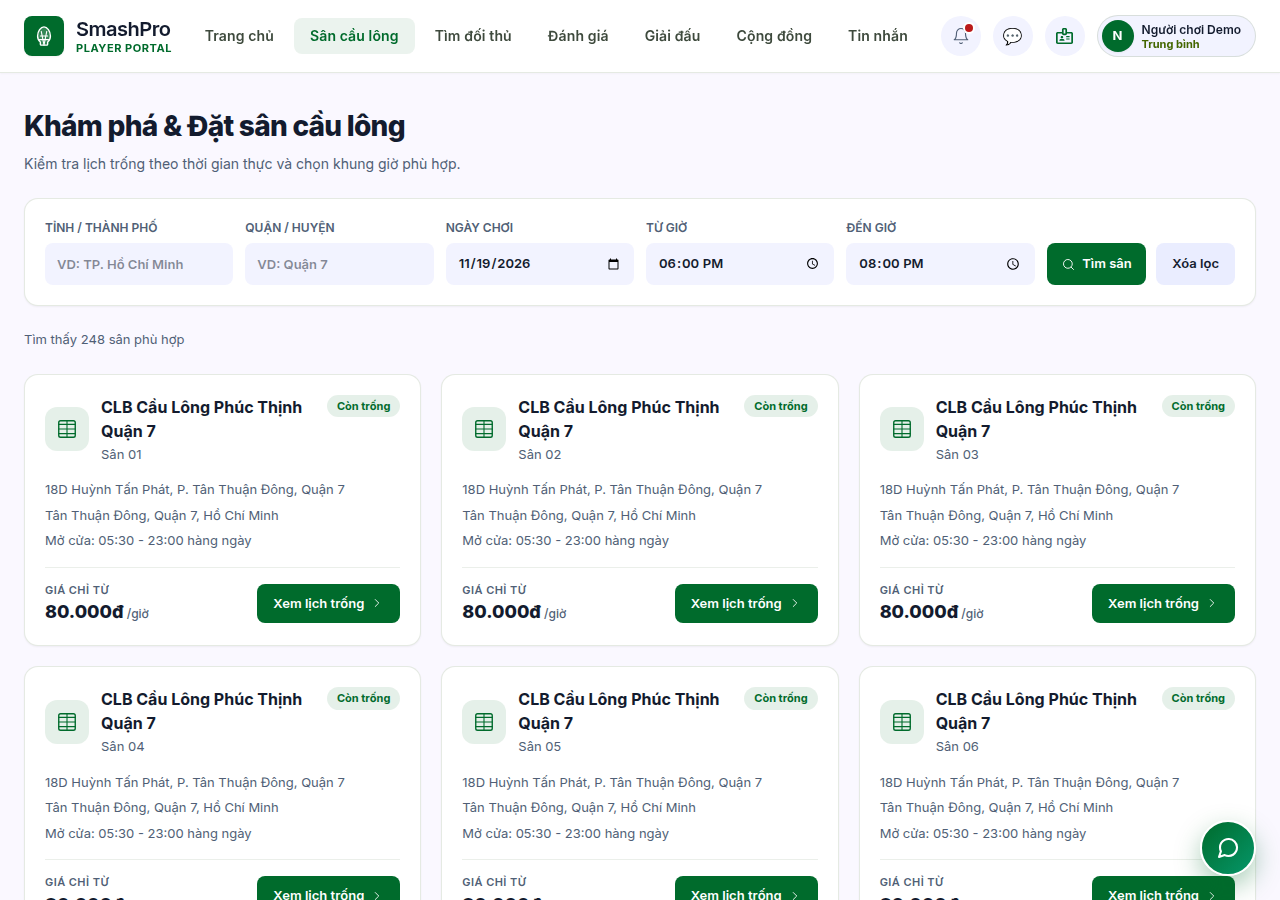 SmashPro
PLAYER PORTAL
Trang chủ
Sân cầu lông
Tìm đối thủ
Đánh giá
Giải đấu
Cộng đồng
Tin nhắn
N
Người chơi Demo
Trung bình
Khám phá & Đặt sân cầu lông
Kiểm tra lịch trống theo thời gian thực và chọn khung giờ phù hợp.
TỈNH / THÀNH PHỐ
QUẬN / HUYỆN
NGÀY CHƠI
TỪ GIỜ
ĐẾN GIỜ
VD: TP. Hồ Chí Minh
VD: Quận 7
11/19/2026
06:00 PM
08:00 PM
Tìm sân
Xóa lọc
Tìm thấy 248 sân phù hợp
CLB Cầu Lông Phúc Thịnh
Quận 7
Sân 01
Còn trống
18D Huỳnh Tấn Phát, P. Tân Thuận Đông, Quận 7
Tân Thuận Đông, Quận 7, Hồ Chí Minh
Mở cửa: 05:30 - 23:00 hàng ngày
GIÁ CHỈ TỪ
80.000đ /giờ
Xem lịch trống
CLB Cầu Lông Phúc Thịnh
Quận 7
Sân 02
Còn trống
18D Huỳnh Tấn Phát, P. Tân Thuận Đông, Quận 7
Tân Thuận Đông, Quận 7, Hồ Chí Minh
Mở cửa: 05:30 - 23:00 hàng ngày
GIÁ CHỈ TỪ
80.000đ /giờ
Xem lịch trống
CLB Cầu Lông Phúc Thịnh
Quận 7
Sân 03
Còn trống
18D Huỳnh Tấn Phát, P. Tân Thuận Đông, Quận 7
Tân Thuận Đông, Quận 7, Hồ Chí Minh
Mở cửa: 05:30 - 23:00 hàng ngày
GIÁ CHỈ TỪ
80.000đ /giờ
Xem lịch trống
CLB Cầu Lông Phúc Thịnh
Quận 7
Sân 04
Còn trống
18D Huỳnh Tấn Phát, P. Tân Thuận Đông, Quận 7
Tân Thuận Đông, Quận 7, Hồ Chí Minh
Mở cửa: 05:30 - 23:00 hàng ngày
GIÁ CHỈ TỪ
Xem lịch trống
CLB Cầu Lông Phúc Thịnh
Quận 7
Sân 05
Còn trống
18D Huỳnh Tấn Phát, P. Tân Thuận Đông, Quận 7
Tân Thuận Đông, Quận 7, Hồ Chí Minh
Mở cửa: 05:30 - 23:00 hàng ngày
GIÁ CHỈ TỪ
Xem lịch trống
CLB Cầu Lông Phúc Thịnh
Quận 7
Sân 06
Còn trống
18D Huỳnh Tấn Phát, P. Tân Thuận Đông, Quận 7
Tân Thuận Đông, Quận 7, Hồ Chí Minh
Mở cửa: 05:30 - 23:00 hàng ngày
GIÁ CHỈ TỪ
Xem lịch trống